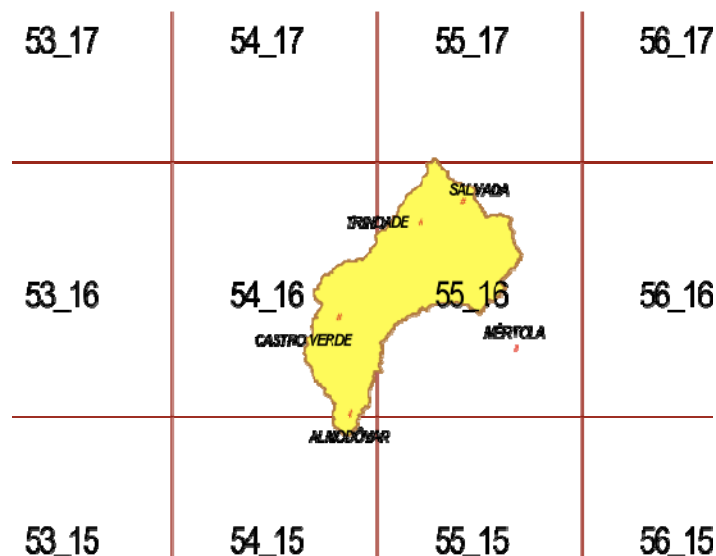 53_17 54_17 55_17 56_17
SALVADA
TRINDADE
53_16 54_16 55_16 56_16
MÉRTOLA
CASTRO VERDE
ALMODÔVAR
53_15 54_15 55_15 56_15